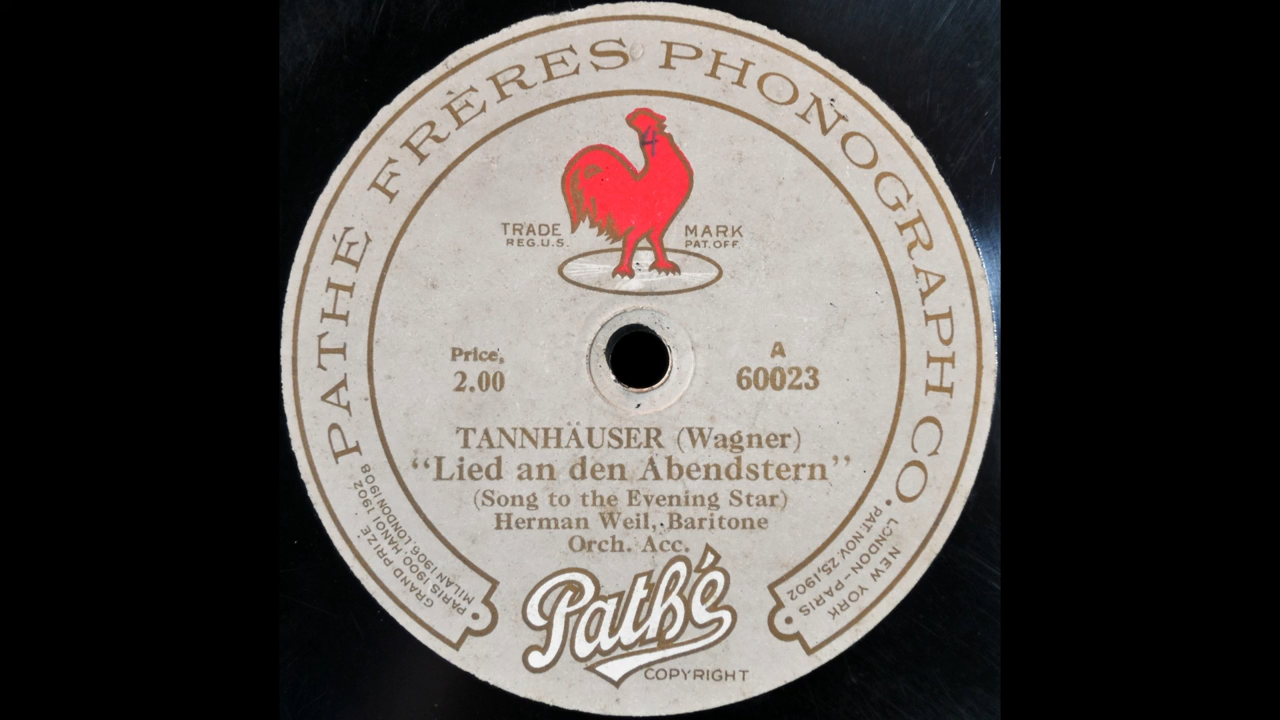 PATHÉ FRÈRES PHONOGRAPH CO.
4
TRADE MARK
REG.U.S. PAT.OFF.
Price, A
2.00 60023
TANNHÄUSER (Wagner)
“Lied an den Abendstern”
(Song to the Evening Star)
Herman Weil, Baritone
Orch. Acc.
GRAND PRIZE
PARIS 1900. HANOI 1902
MILAN 1906. LONDON 1908
NEW YORK
LONDON-PARIS
PAT. NOV. 25, 1902
Pathé
COPYRIGHT